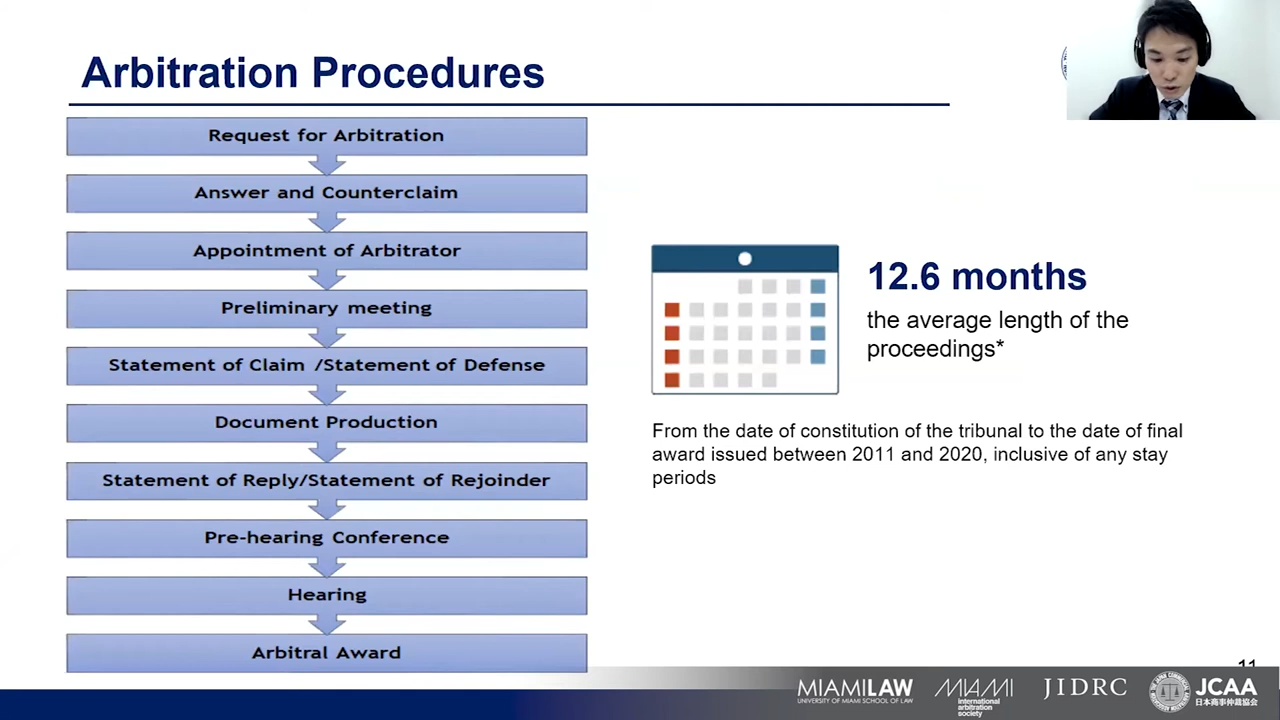 Arbitration Procedures
Request for Arbitration
Answer and Counterclaim
Appointment of Arbitrator
Preliminary meeting
Statement of Claim /Statement of Defense
Document Production
Statement of Reply/Statement of Rejoinder
Pre-hearing Conference
Hearing
Arbitral Award
12.6 months
the average length of the
proceedings*
From the date of constitution of the tribunal to the date of final
award issued between 2011 and 2020, inclusive of any stay
periods
11
MIAMILAW
UNIVERSITY OF MIAMI SCHOOL OF LAW
MIAMI
international
arbitration
society
JIDRC
JCAA
日本商事仲裁協会